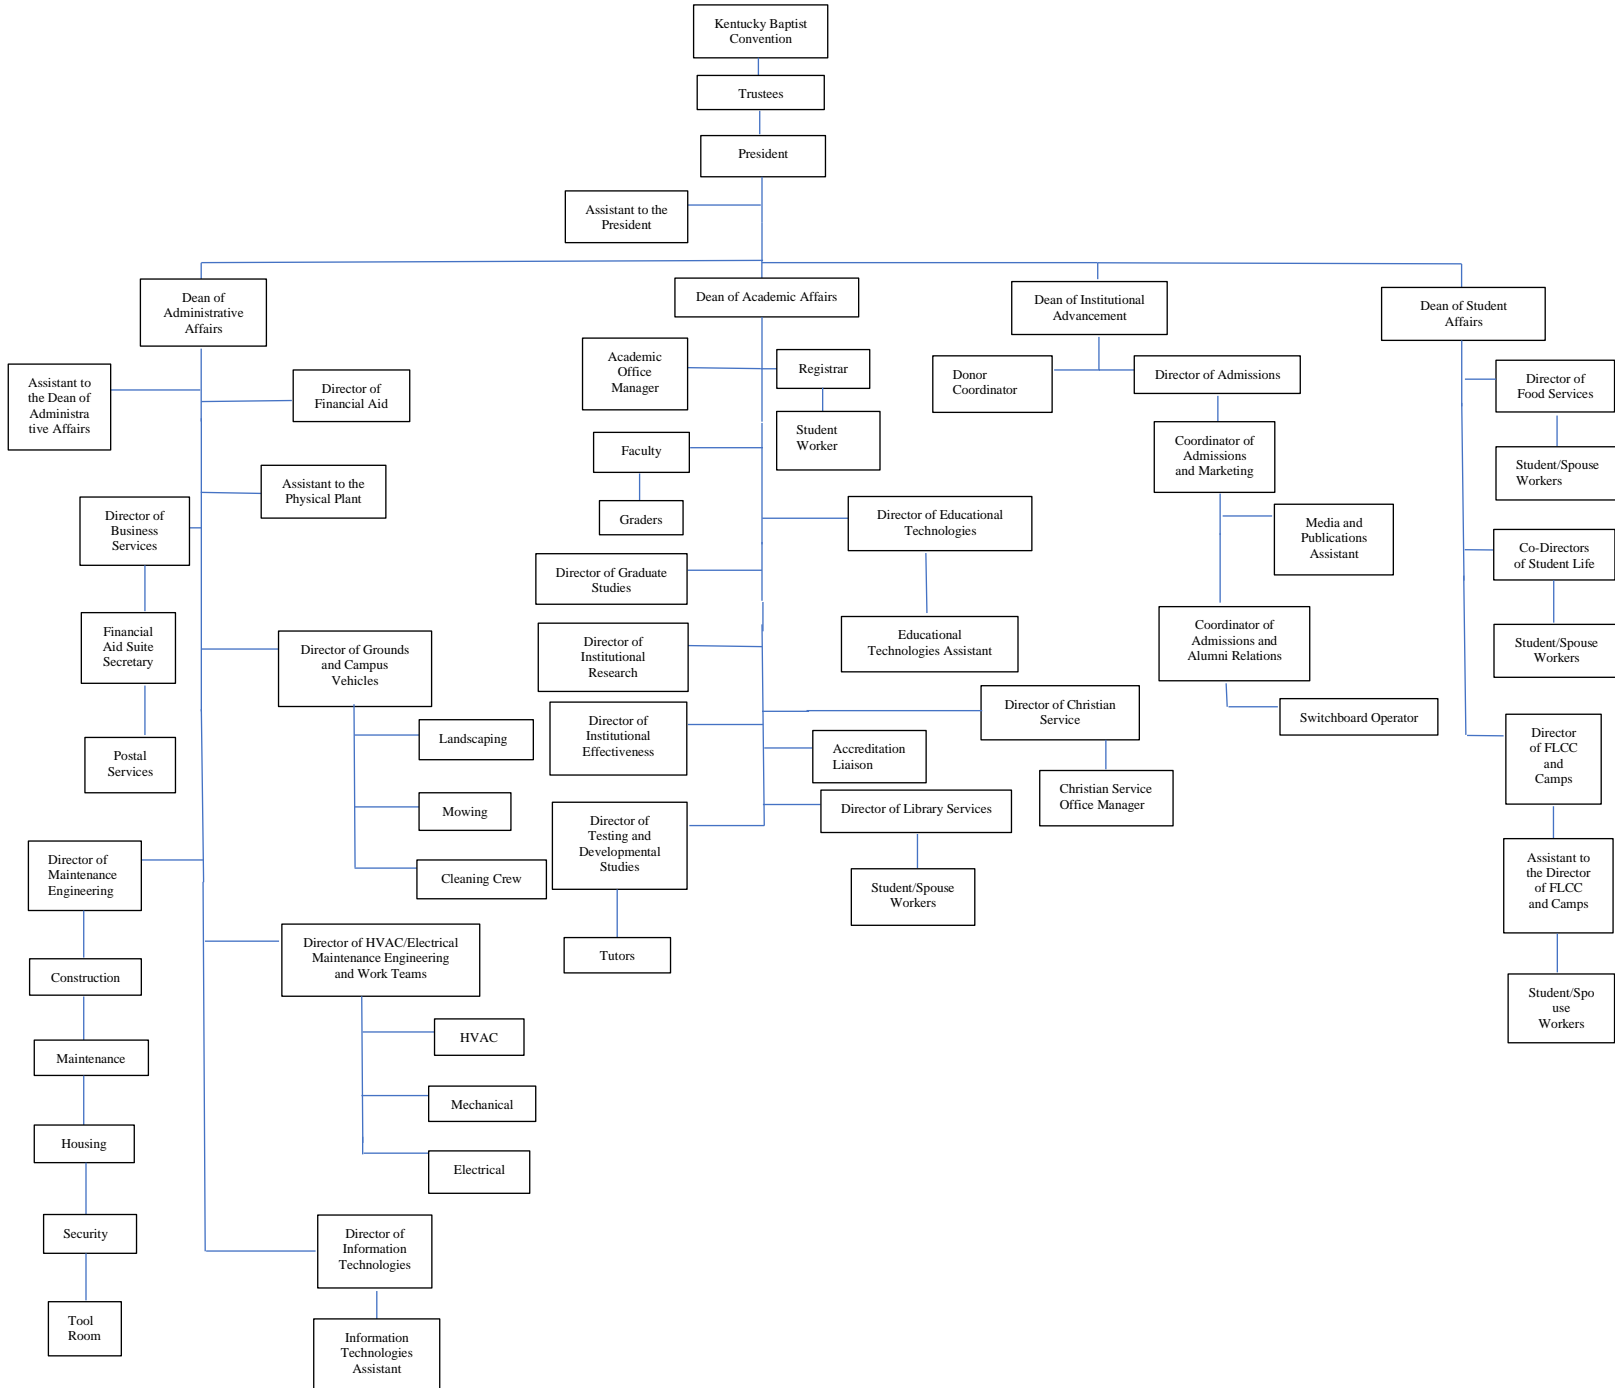 Kentucky Baptist
Convention
Trustees
President
Assistant to the
President
Dean of
Administrative
Affairs
Dean of Academic Affairs
Dean of Institutional
Advancement
Dean of Student
Affairs
Assistant to
the Dean of
Administra
tive Affairs
Director of
Financial Aid
Assistant to the
Physical Plant
Director of
Business
Services
Financial
Aid Suite
Secretary
Postal
Services
Director of Grounds
and Campus
Vehicles
Landscaping
Mowing
Cleaning Crew
Director of
Maintenance
Engineering
Construction
Maintenance
Housing
Security
Tool
Room
Director of HVAC/Electrical
Maintenance Engineering
and Work Teams
HVAC
Mechanical
Electrical
Director of
Information
Technologies
Information
Technologies
Assistant
Academic
Office
Manager
Registrar
Student
Worker
Faculty
Graders
Director of Educational
Technologies
Educational
Technologies Assistant
Director of Graduate
Studies
Director of
Institutional
Research
Director of
Institutional
Effectiveness
Director of Christian
Service
Christian Service
Office Manager
Accreditation
Liaison
Director of Library Services
Student/Spouse
Workers
Director of
Testing and
Developmental
Studies
Tutors
Donor
Coordinator
Director of Admissions
Coordinator of
Admissions
and Marketing
Media and
Publications
Assistant
Coordinator of
Admissions and
Alumni Relations
Switchboard Operator
Director of
Food Services
Student/Spouse
Workers
Co-Directors
of Student Life
Student/Spouse
Workers
Director
of FLCC
and
Camps
Assistant to
the Director
of FLCC
and Camps
Student/Spo
use
Workers